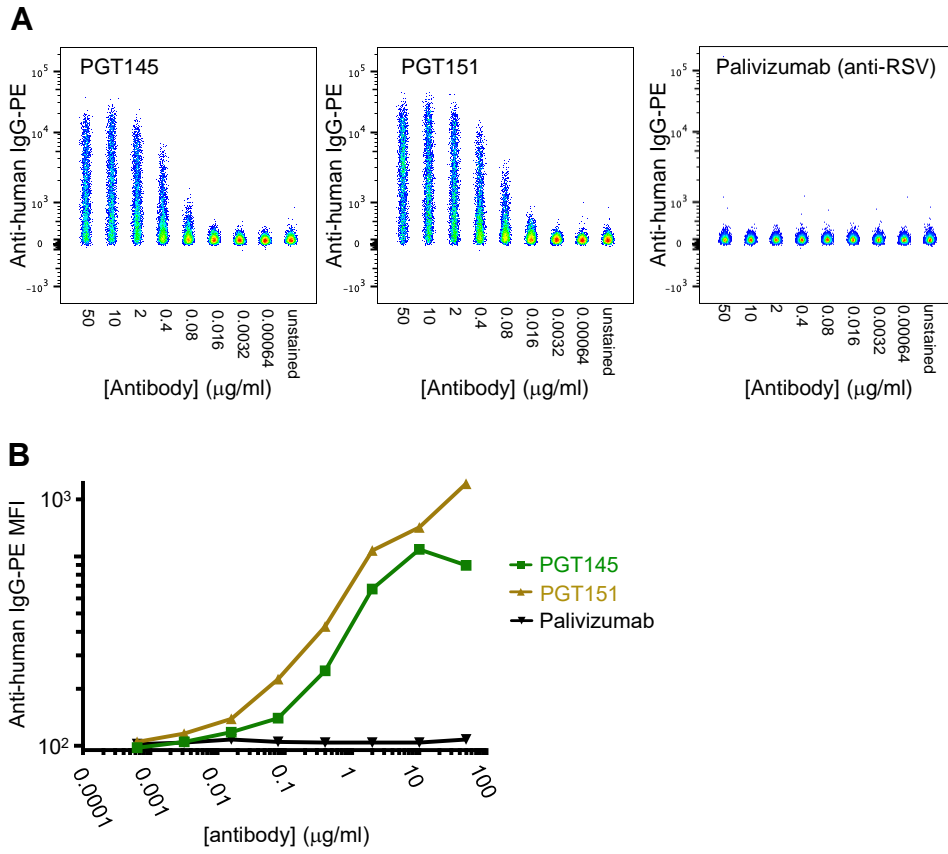 A
Anti-human IgG-PE
10⁵
10⁴
10³
0
-10³
PGT145
50
10
2
0.4
0.08
0.016
0.0032
0.00064
unstained
[Antibody] (μg/ml)
Anti-human IgG-PE
10⁵
10⁴
10³
0
-10³
PGT151
50
10
2
0.4
0.08
0.016
0.0032
0.00064
unstained
[Antibody] (μg/ml)
Anti-human IgG-PE
10⁵
10⁴
10³
0
-10³
Palivizumab (anti-RSV)
50
10
2
0.4
0.08
0.016
0.0032
0.00064
unstained
[Antibody] (μg/ml)
B
Anti-human IgG-PE MFI
10³
10²
0.0001
0.001
0.01
0.1
1
10
100
[antibody] (μg/ml)
PGT145
PGT151
Palivizumab